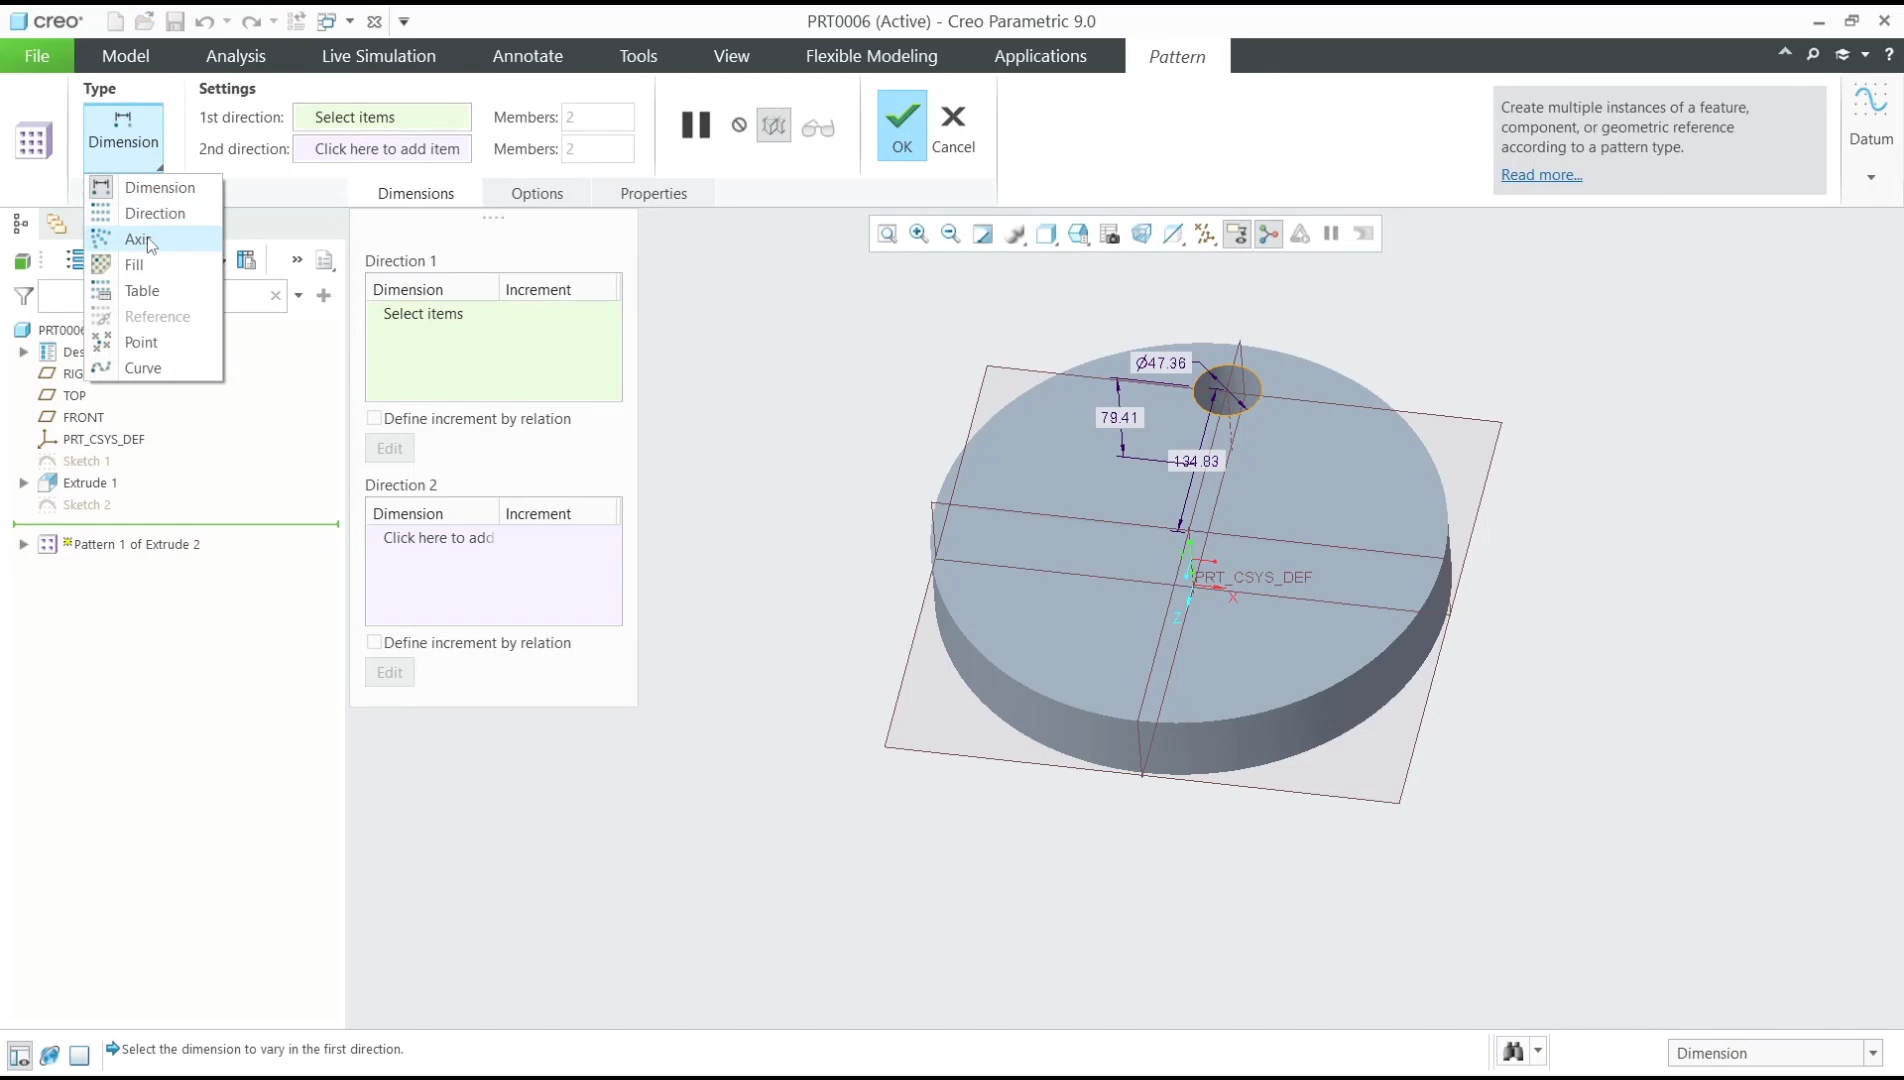 creo
PRT0006 (Active) - Creo Parametric 9.0
File Model Analysis Live Simulation Annotate Tools View Flexible Modeling Applications Pattern
Type
Dimension
Settings
1st direction: Select items Members: 2
2nd direction: Click here to add item Members: 2
OK Cancel
Create multiple instances of a feature,
component, or geometric reference
according to a pattern type.
Read more...
Datum
Dimensions Options Properties
Dimension
Direction
Axis
Fill
Table
Reference
Point
Curve
PRT0006
Des
RIG
TOP
FRONT
PRT_CSYS_DEF
Sketch 1
Extrude 1
Sketch 2
Pattern 1 of Extrude 2
Direction 1
Dimension Increment
Select items
Define increment by relation
Edit
Direction 2
Dimension Increment
Click here to add
Define increment by relation
Edit
Ø47.36
79.41
134.83
PRT_CSYS_DEF
X
Z
Select the dimension to vary in the first direction.
Dimension